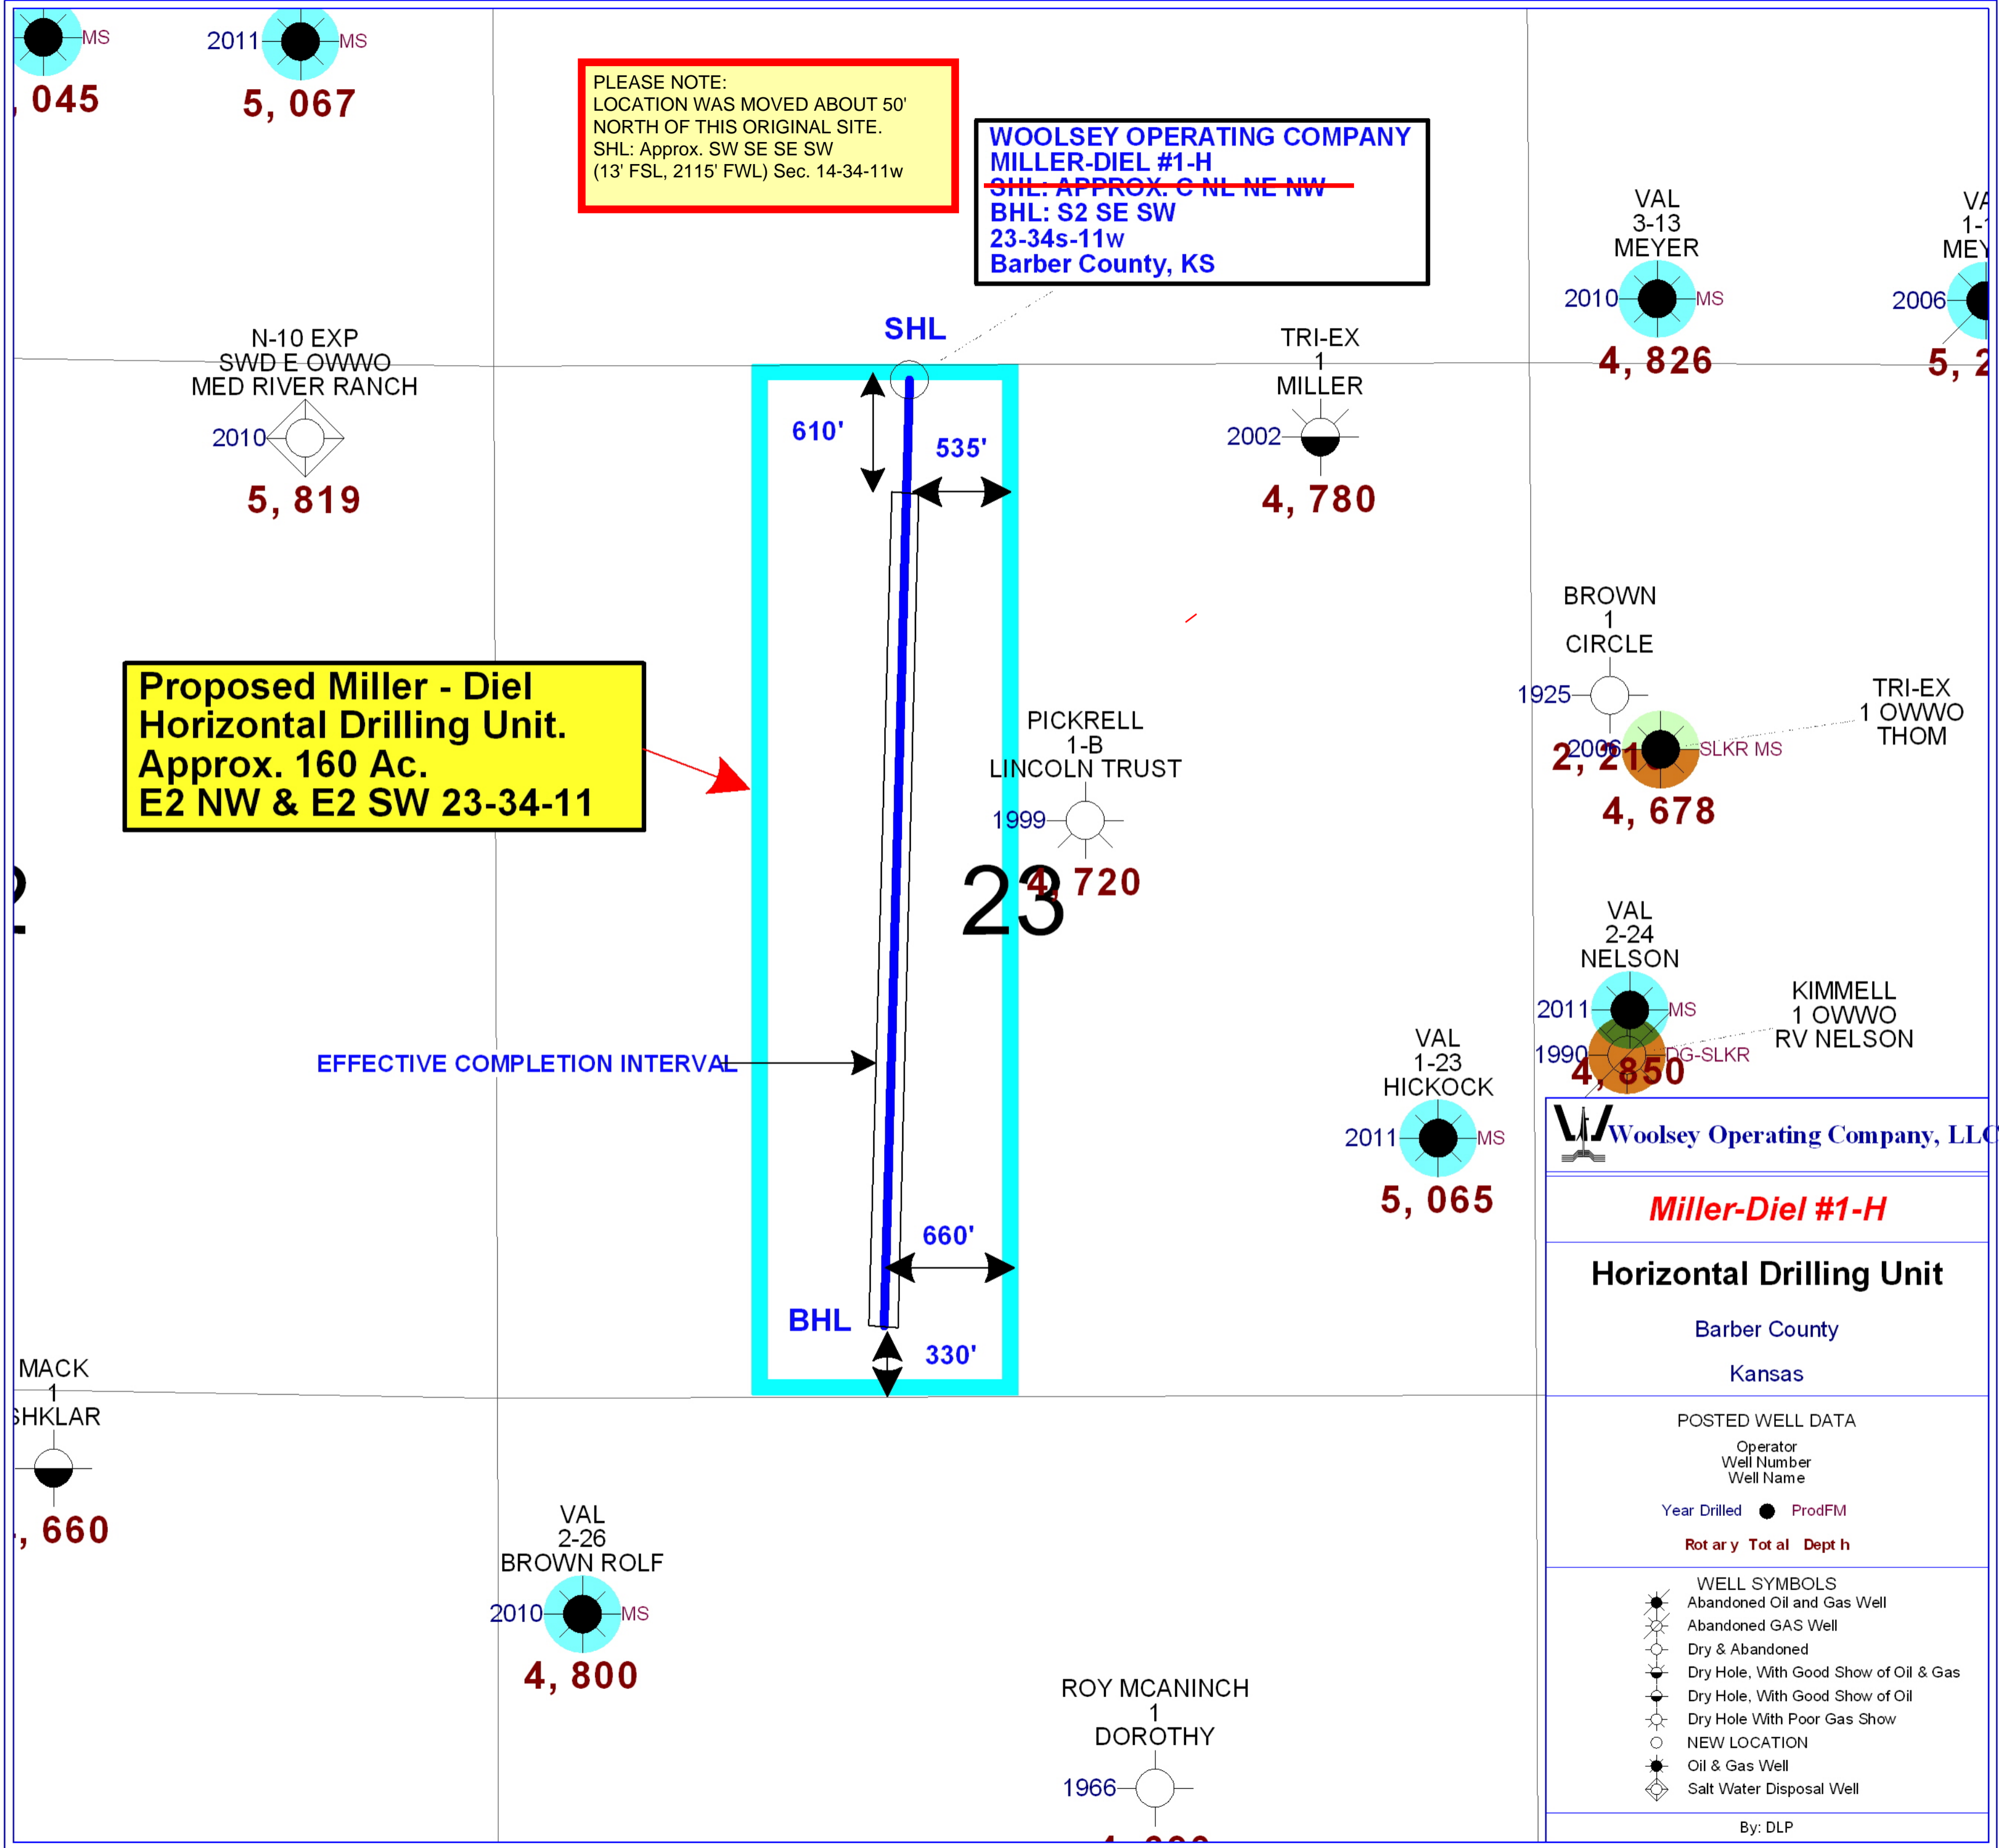 MS
, 045
2011
MS
5, 067
PLEASE NOTE:
LOCATION WAS MOVED ABOUT 50'
NORTH OF THIS ORIGINAL SITE.
SHL: Approx. SW SE SE SW
(13' FSL, 2115' FWL) Sec. 14-34-11w
WOOLSEY OPERATING COMPANY
MILLER-DIEL #1-H
SHL: APPROX. C NL NE NW
BHL: S2 SE SW
23-34s-11w
Barber County, KS
VAL
3-13
MEYER
2010
MS
4, 826
2006
N-10 EXP
SWD E OWWO
MED RIVER RANCH
2010
5, 819
SHL
610'
535'
TRI-EX
1
MILLER
2002
4, 780
Proposed Miller - Diel
Horizontal Drilling Unit.
Approx. 160 Ac.
E2 NW & E2 SW 23-34-11
BROWN
1
CIRCLE
1925
TRI-EX
1 OWWO
THOM
2006
SLKR MS
4, 678
PICKRELL
1-B
LINCOLN TRUST
1999
4, 720
23
VAL
2-24
NELSON
2011
MS
KIMMELL
1 OWWO
RV NELSON
1990
DG-SLKR
4, 850
EFFECTIVE COMPLETION INTERVAL
VAL
1-23
HICKOCK
2011
MS
5, 065
660'
BHL
330'
MACK
1
SHKLAR
, 660
VAL
2-26
BROWN ROLF
2010
MS
4, 800
ROY MCANINCH
1
DOROTHY
1966
Woolsey Operating Company, LLC
Miller-Diel #1-H
Horizontal Drilling Unit
Barber County
Kansas
POSTED WELL DATA
Operator
Well Number
Well Name
Year Drilled
ProdFM
Rotary Total Depth
WELL SYMBOLS
Abandoned Oil and Gas Well
Abandoned GAS Well
Dry & Abandoned
Dry Hole, With Good Show of Oil & Gas
Dry Hole, With Good Show of Oil
Dry Hole With Poor Gas Show
NEW LOCATION
Oil & Gas Well
Salt Water Disposal Well
By: DLP